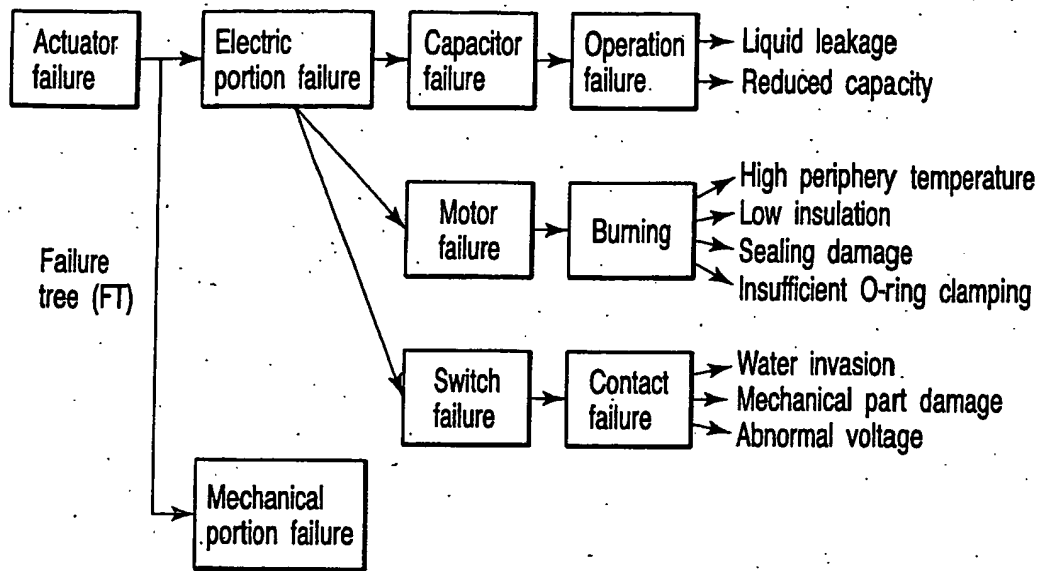 Actuator
failure
Electric
portion failure
Capacitor
failure
Operation
failure
Liquid leakage
Reduced capacity
Motor
failure
Burning
High periphery temperature
Low insulation
Sealing damage
Insufficient O-ring clamping
Failure
tree (FT)
Switch
failure
Contact
failure
Water invasion
Mechanical part damage
Abnormal voltage
Mechanical
portion failure